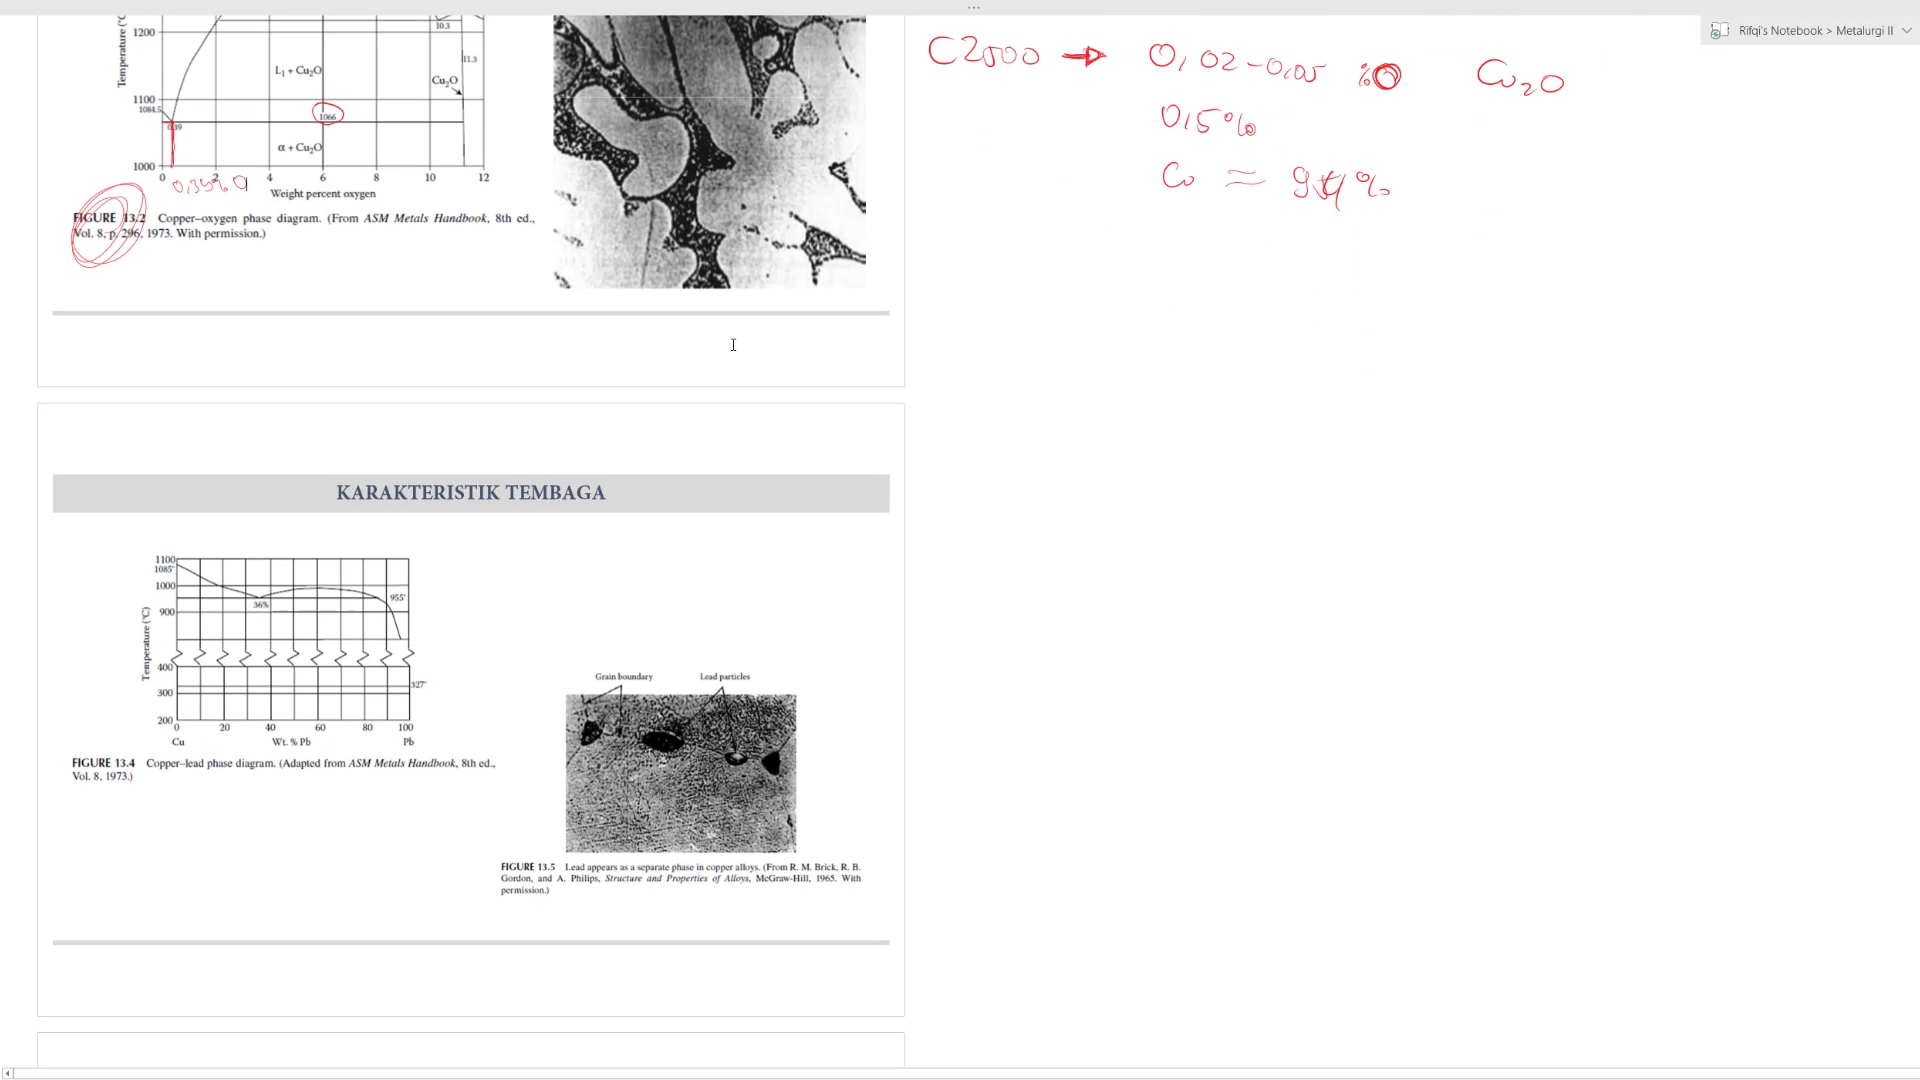 ...
Rifqi's Notebook > Metalurgi II
Temperature (°C
1200
1100
1084.5
1000
0.39
L₁ + Cu₂O
1066
α + Cu₂O
10.3
11.3
Cu₂O
0 2 4 6 8 10 12
Weight percent oxygen
FIGURE 13.2 Copper–oxygen phase diagram. (From ASM Metals Handbook, 8th ed.,
Vol. 8, p. 296, 1973. With permission.)
C2500 → 0,02-0,05 % O Cu₂O
0,5%
KARAKTERISTIK TEMBAGA
Temperature (°C)
1100
1085°
1000
900
400
300
200
36%
955°
327°
0 20 40 60 80 100
Cu Wt. % Pb Pb
FIGURE 13.4 Copper–lead phase diagram. (Adapted from ASM Metals Handbook, 8th ed.,
Vol. 8, 1973.)
Grain boundary Lead particles
FIGURE 13.5 Lead appears as a separate phase in copper alloys. (From R. M. Brick, R. B.
Gordon, and A. Philips, Structure and Properties of Alloys, McGraw-Hill, 1965. With
permission.)